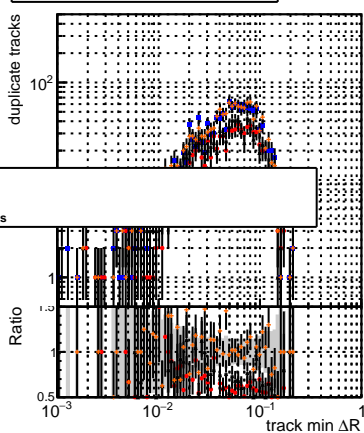 duplicate tracks
10²
s
1
Ratio
1.5
1
0.5
10⁻³ 10⁻² 10⁻¹ 1
track min ΔR